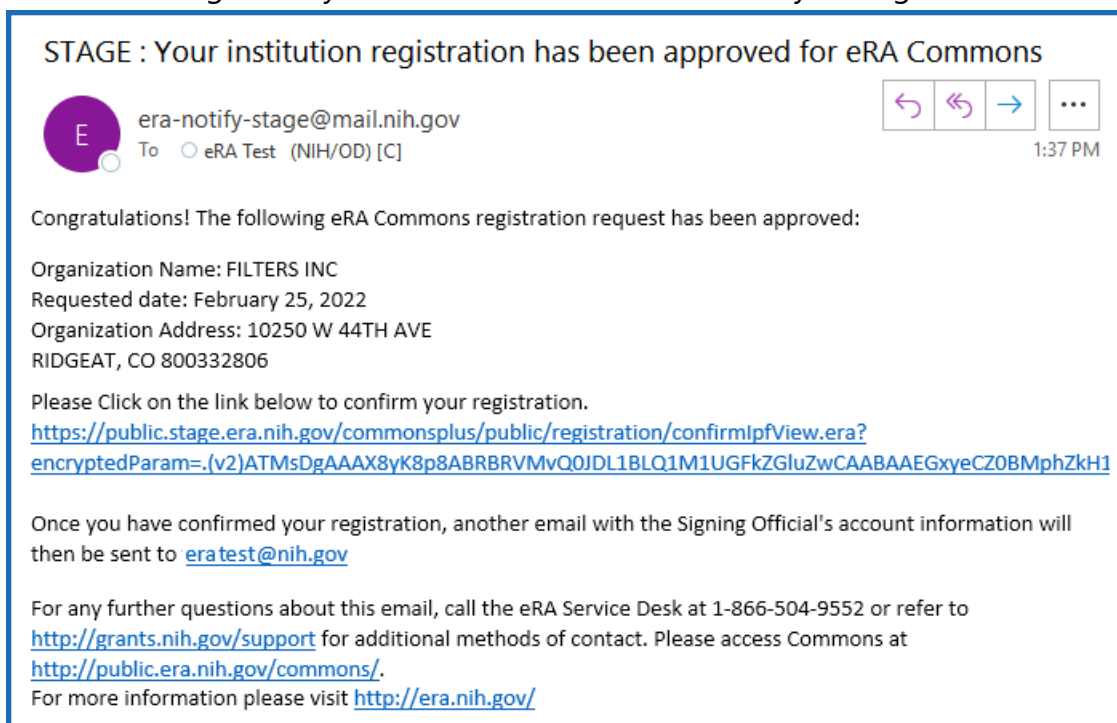 STAGE : Your institution registration has been approved for eRA Commons
E
era-notify-stage@mail.nih.gov
To eRA Test (NIH/OD) [C]
1:37 PM
Congratulations! The following eRA Commons registration request has been approved:
Organization Name: FILTERS INC
Requested date: February 25, 2022
Organization Address: 10250 W 44TH AVE
RIDGEAT, CO 800332806
Please Click on the link below to confirm your registration.
https://public.stage.era.nih.gov/commonsplus/public/registration/confirmIpfView.era?
encryptedParam=.(v2)ATMsDgAAAX8yK8p8ABRBRVMvQ0JDL1BLQ1M1UGFkZGluZwCAABAAEGxyeCZ0BMphZkH1
Once you have confirmed your registration, another email with the Signing Official's account information will
then be sent to eratest@nih.gov
For any further questions about this email, call the eRA Service Desk at 1-866-504-9552 or refer to
http://grants.nih.gov/support for additional methods of contact. Please access Commons at
http://public.era.nih.gov/commons/.
For more information please visit http://era.nih.gov/